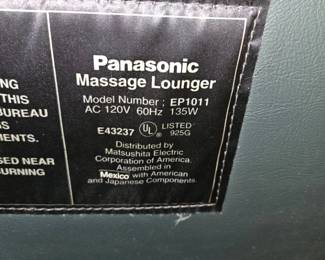 NG
THIS
BUREAU
S
MENTS.
SED NEAR
URNING
Panasonic
Massage Lounger
Model Number ; EP1011
AC 120V 60Hz 135W
E43237 UL LISTED
925G
Distributed by
Matsushita Electric
Corporation of America.
Assembled in
Mexico with American
and Japanese Components.